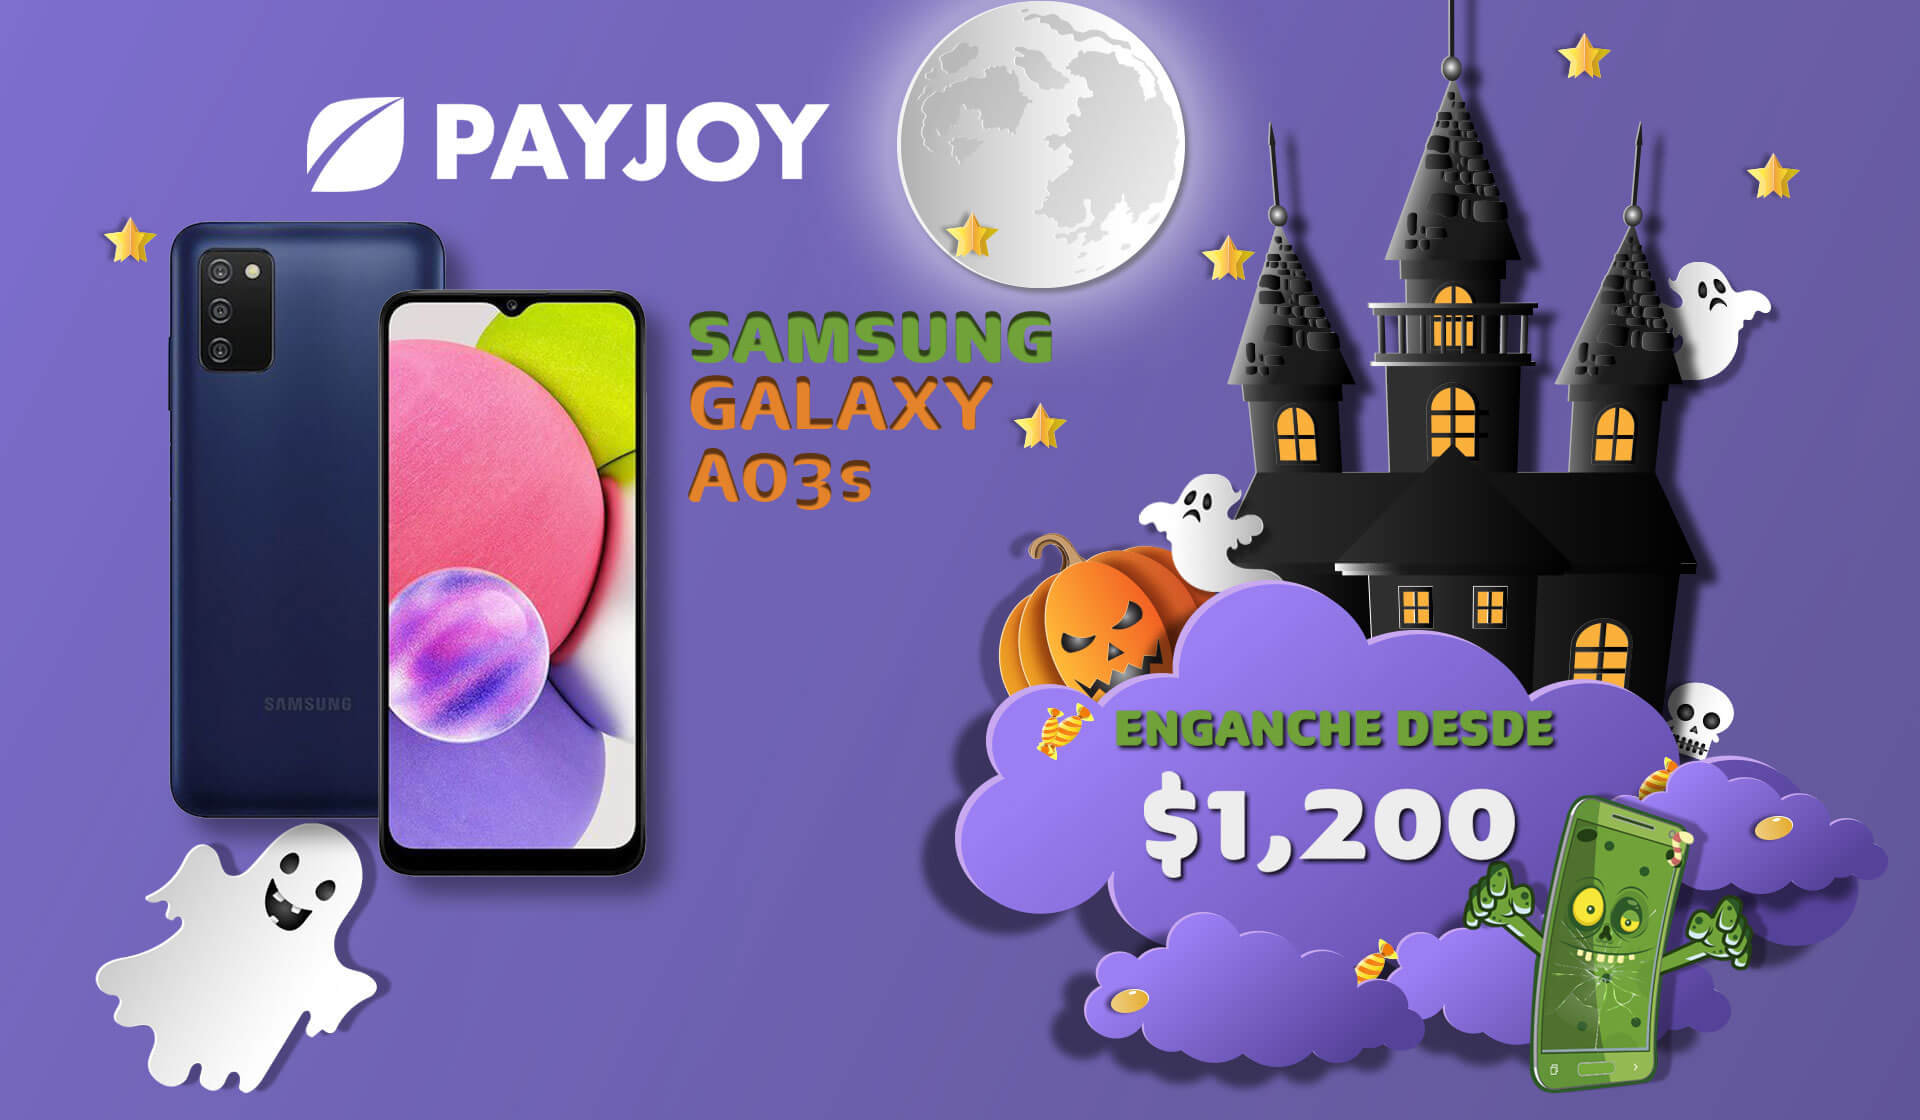 PAYJOY
SAMSUNG
GALAXY
A03s
SAMSUNG
ENGANCHE DESDE
$1,200